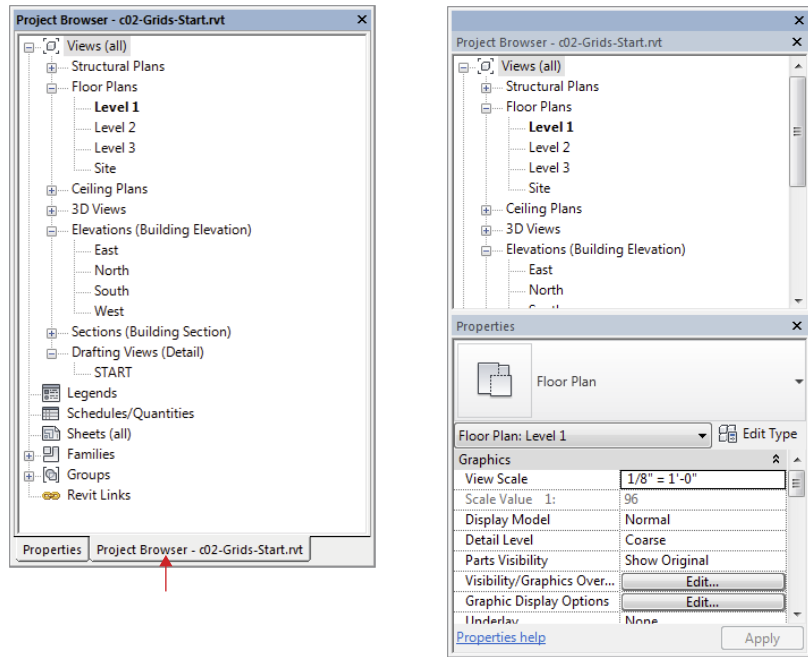 Project Browser - c02-Grids-Start.rvt
Views (all)
Structural Plans
Floor Plans
Level 1
Level 2
Level 3
Site
Ceiling Plans
3D Views
Elevations (Building Elevation)
East
North
South
West
Sections (Building Section)
Drafting Views (Detail)
START
Legends
Schedules/Quantities
Sheets (all)
Families
Groups
Revit Links
Properties Project Browser - c02-Grids-Start.rvt
Project Browser - c02-Grids-Start.rvt
Views (all)
Structural Plans
Floor Plans
Level 1
Level 2
Level 3
Site
Ceiling Plans
3D Views
Elevations (Building Elevation)
East
North
Properties
Floor Plan
Floor Plan: Level 1 Edit Type
Graphics
View Scale 1/8" = 1'-0"
Scale Value 1: 96
Display Model Normal
Detail Level Coarse
Parts Visibility Show Original
Visibility/Graphics Over... Edit...
Graphic Display Options Edit...
Underlay None
Properties help Apply